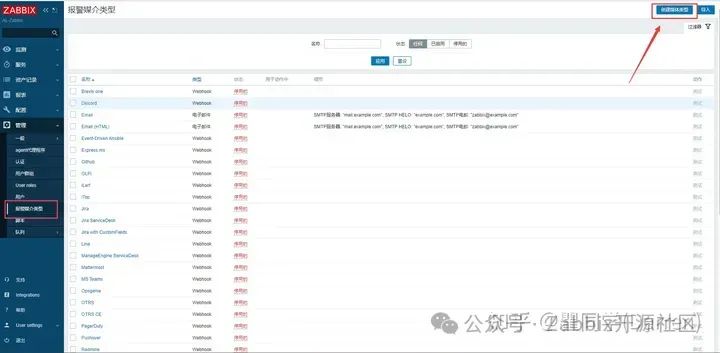 ZABBIX
报警媒介类型
创建媒体类型
导入
AL-Zabbix
过滤器
名称
状态 任何 已启用 停用的
应用 重设
监测
服务
资产记录
报表
配置
管理
一般
agent代理程序
认证
用户群组
User roles
用户
报警媒介类型
脚本
队列
支持
Integrations
帮助
User settings
退出
名称 类型 状态 用于动作中 细节 动作
Brevis one Webhook 停用的 测试
Discord Webhook 停用的 测试
Email 电子邮件 停用的 SMTP服务器: "mail.example.com", SMTP HELO: "example.com", SMTP电邮: "zabbix@example.com" 测试
Email (HTML) 电子邮件 停用的 SMTP服务器: "mail.example.com", SMTP HELO: "example.com", SMTP电邮: "zabbix@example.com" 测试
Event-Driven Ansible Webhook 停用的 测试
Express.ms Webhook 停用的 测试
Github Webhook 停用的 测试
GLPI Webhook 停用的 测试
iLert Webhook 停用的 测试
iTop Webhook 停用的 测试
Jira Webhook 停用的 测试
Jira ServiceDesk Webhook 停用的 测试
Jira with CustomFields Webhook 停用的 测试
Line Webhook 停用的 测试
ManageEngine ServiceDesk Webhook 停用的 测试
Mattermost Webhook 停用的 测试
MS Teams Webhook 停用的 测试
Opsgenie Webhook 停用的 测试
OTRS Webhook 停用的
OTRS CE Webhook 停用的
PagerDuty Webhook 停用的
Pushover Webhook 停用的
Redmine Webhook 停用的
公众号 · Zabbix开源社区